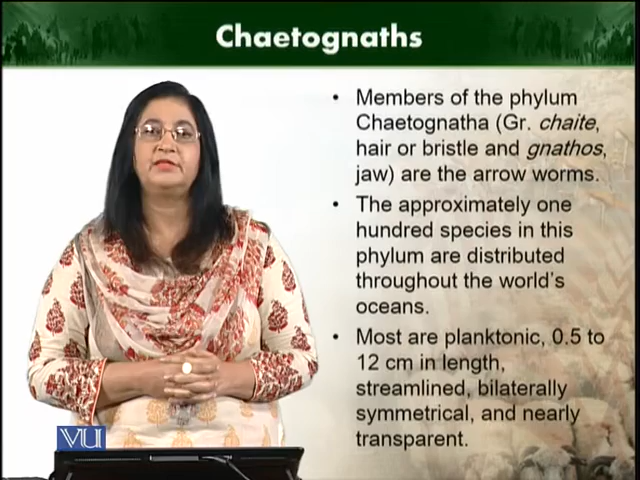 Chaetognaths
• Members of the phylum
Chaetognatha (Gr. chaite,
hair or bristle and gnathos,
jaw) are the arrow worms.
• The approximately one
hundred species in this
phylum are distributed
throughout the world's
oceans.
• Most are planktonic, 0.5 to
12 cm in length,
streamlined, bilaterally
symmetrical, and nearly
transparent.
VU